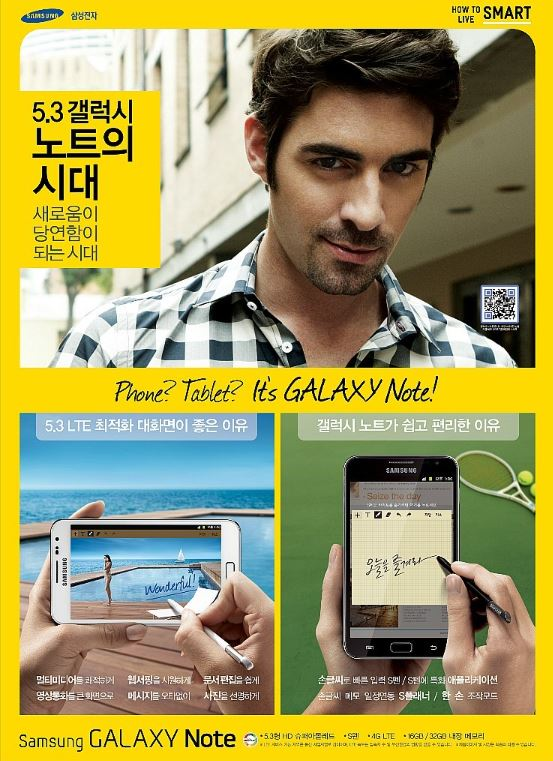 SAMSUNG 삼성전자
HOW TO LIVE SMART
5.3 갤럭시
노트의
시대
새로움이
당연함이
되는 시대
Phone? Tablet? It's GALAXY Note!
5.3 LTE 최적화 대화면이 좋은 이유
SAMSUNG
Wonderful!
멀티미디어를 쾌적하게 웹서핑을 시원하게 문서 편집을 쉽게
영상통화를 큰 화면으로 메시지를 오타없이 사진을 선명하게
갤럭시 노트가 쉽고 편리한 이유
SAMSUNG
Seize the day
오늘을 즐겨라
손글씨로 빠른 입력 S펜 / S펜에 특화 애플리케이션
손글씨 메모 일정연동 S플래너 / 한 손 조작모드
Samsung GALAXY Note
• 5.3형 HD 슈퍼아몰레드 • S펜 • 4G LTE • 16GB / 32GB 내장 메모리